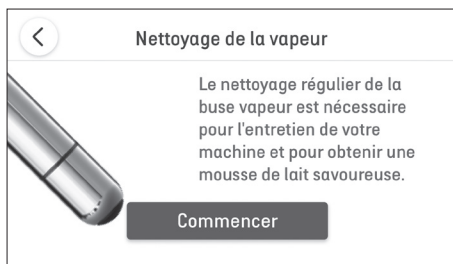 Nettoyage de la vapeur
Le nettoyage régulier de la
buse vapeur est nécessaire
pour l'entretien de votre
machine et pour obtenir une
mousse de lait savoureuse.
Commencer